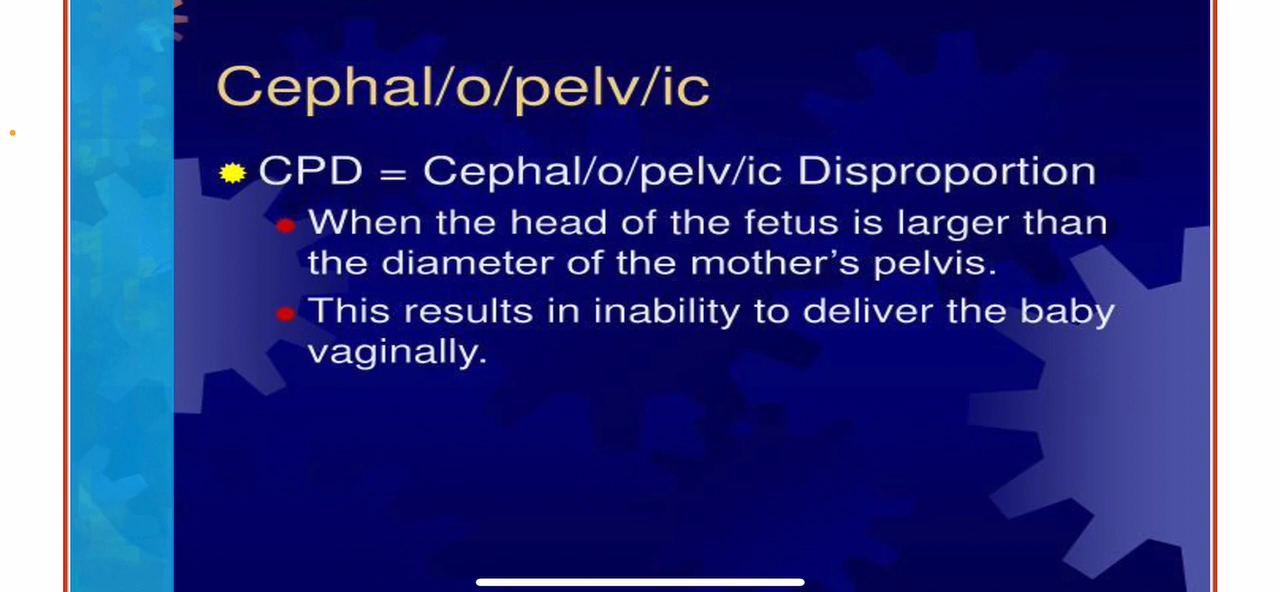 Cephal/o/pelv/ic
CPD = Cephal/o/pelv/ic Disproportion
When the head of the fetus is larger than
the diameter of the mother’s pelvis.
This results in inability to deliver the baby
vaginally.